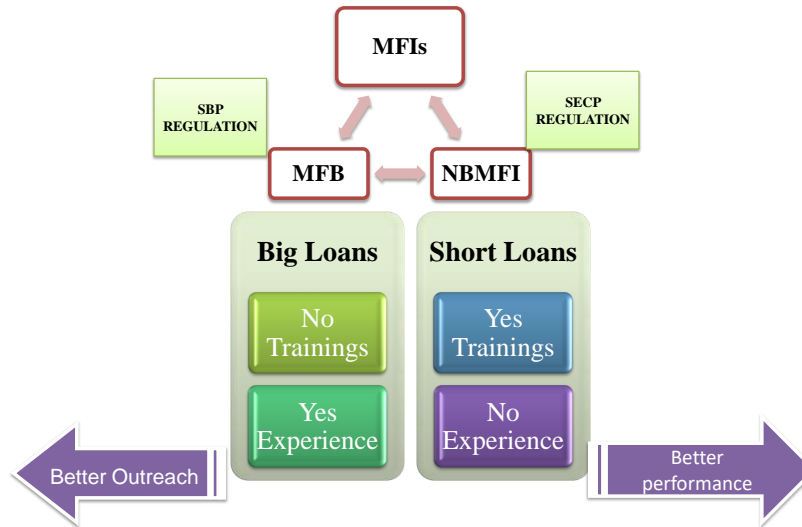 MFIs
SBP
REGULATION
SECP
REGULATION
MFB
NBMFI
Big Loans
Short Loans
No
Trainings
Yes
Trainings
Yes
Experience
No
Experience
Better Outreach
Better
performance